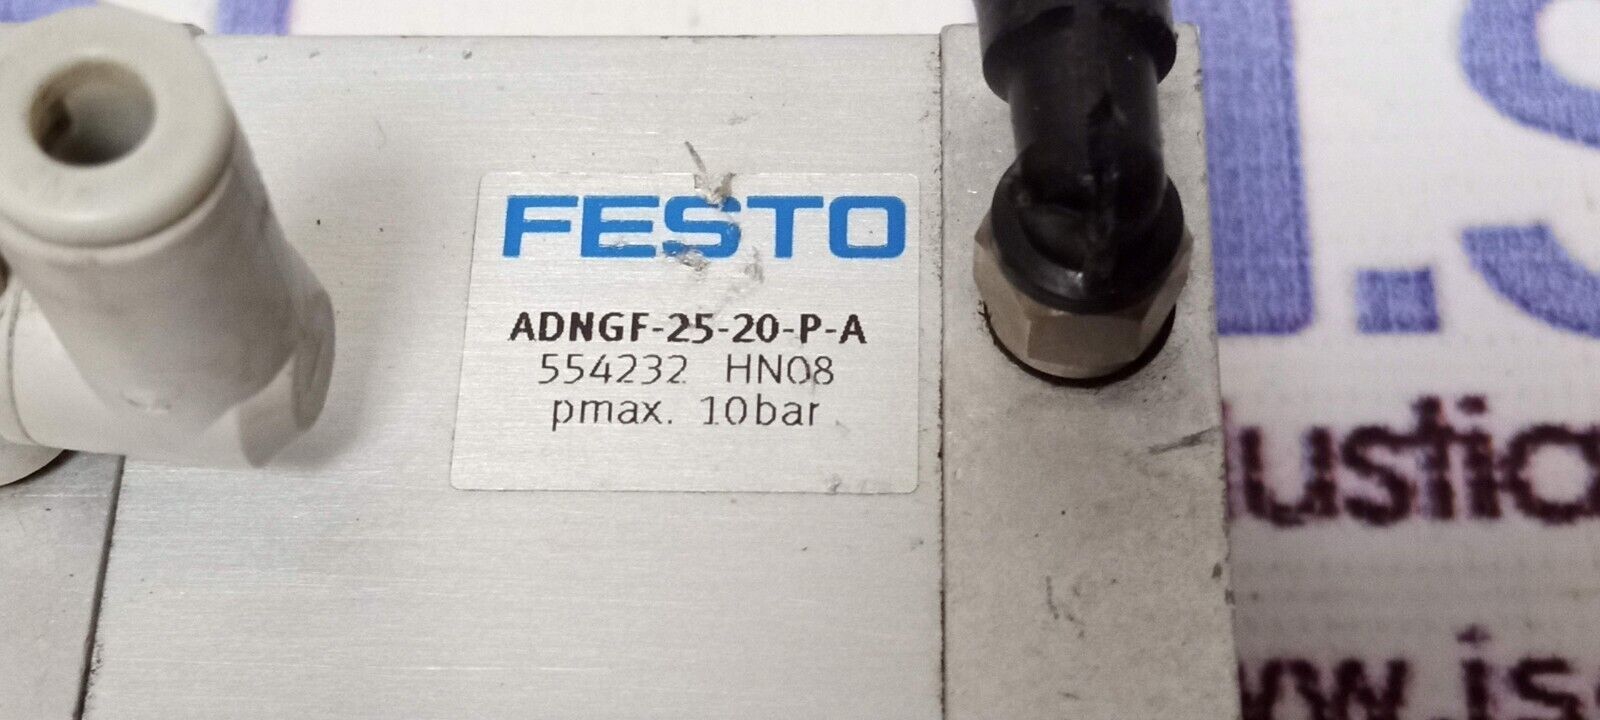 FESTO
ADNGF-25-20-P-A
554232 HN08
pmax. 10bar